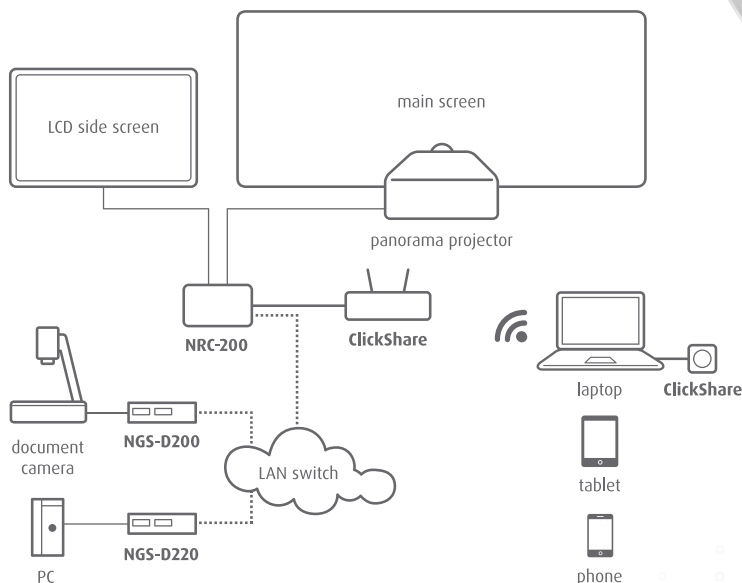 main screen
LCD side screen
panorama projector
NRC-200
ClickShare
laptop
ClickShare
document
camera
NGS-D200
LAN switch
tablet
NGS-D220
PC
phone